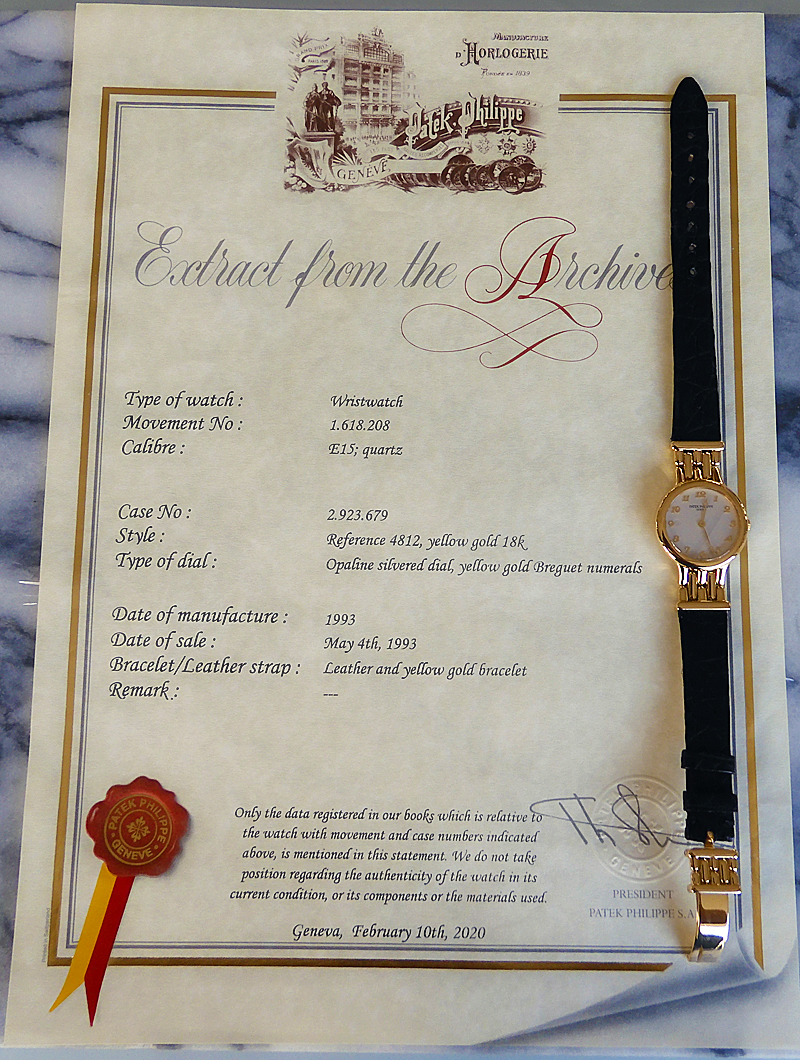 GRAND PRIX
MANUFACTURE
D'HORLOGERIE
FONDÉE EN 1839
Patek Philippe
GENÈVE
Extract from the Archives
Type of watch : Wristwatch
Movement No : 1.618.208
Calibre : E15; quartz
Case No : 2.923.679
Style : Reference 4812, yellow gold 18k
Type of dial : Opaline silvered dial, yellow gold Breguet numerals
Date of manufacture : 1993
Date of sale : May 4th, 1993
Bracelet/Leather strap : Leather and yellow gold bracelet
Remark : ---
PATEK PHILIPPE
GENEVE
Only the data registered in our books which is relative to
the watch with movement and case numbers indicated
above, is mentioned in this statement. We do not take
position regarding the authenticity of the watch in its
current condition, or its components or the materials used.
PHILIPPE
GENEVE
PRESIDENT
PATEK PHILIPPE S.A
Geneva, February 10th, 2020